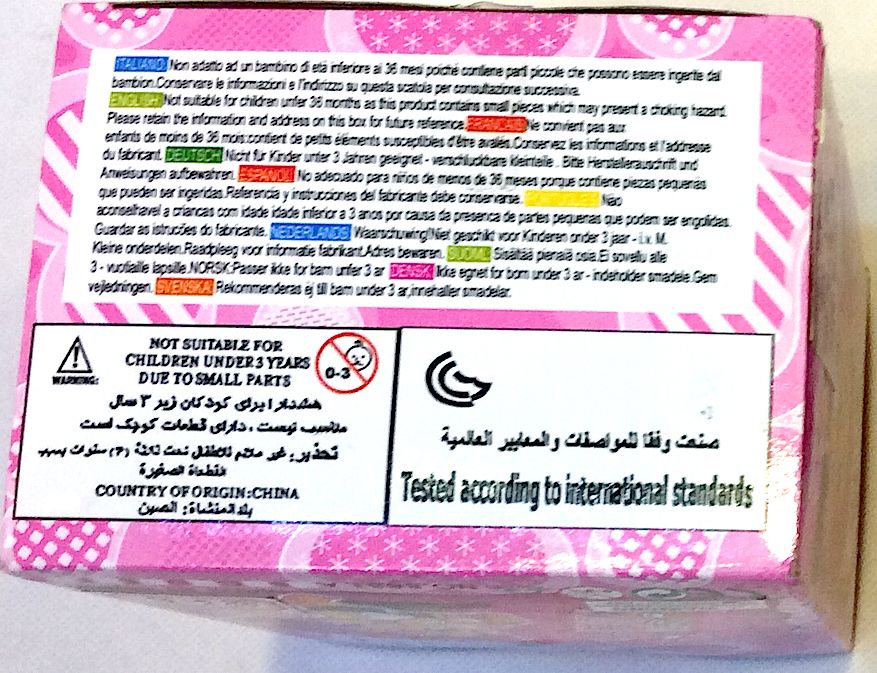 ITALIANO Non adatto ad un bambino di età inferiore ai 36 mesi poiché contiene parti piccole che possono essere ingerite dal
bambion.Conservare le informazioni e l'indirizzo su questa scatola per consultazione successiva.
ENGLISH Not suitable for children unfer 36 months as this product contains small pieces which may present a choking hazard.
Please retain the information and address on this box for future reference. FRANCAIS Ne convient pas aux
enfants de moins de 36 mois:contient de petits éléments susceptibles d'être avalés.Conservez les informations et l'addresse
du fabricant. DEUTSCH Nicht für Kinder unter 3 Jahren geeignet - verschluckbare kleinteile . Bitte Herstellerauschrift und
Anweisungen aufbewahren. ESPANOL No adecuado para niños de menos de 36 meses porque contiene piezas pequenas
que pueden ser ingeridas.Referencia y instrucciones del fabricante debe conservarse. Não
aconselhavel a criancas com idade idade inferior a 3 anos por causa da presenca de partes pequenas que podem ser engolidas.
Guardar as istrucões do fabricante. NEDERLANDS Waarschuwing!Niet geschikt voor Kinderen onder 3 jaar - i.v. M.
Kleine onderdelen.Raadpleeg voor informatie fabrikant.Adres bewaren. SUOMI Sisältää pieniä osia.Ei sovellu alle
3 - vuotiaille lapsille.NORSK:Passer ikke for barn unfer 3 ar DENSK Ikke egnet for born under 3 ar - indeholder smadele.Gem
vejledningen. SVENSKA Rekommenderas ej till barn under 3 ar,innehaller smadelar.
WARNING:
NOT SUITABLE FOR
CHILDREN UNDER 3 YEARS
DUE TO SMALL PARTS
0-3
هشدار ! برای کودکان زیر ۳ سال
مناسب نیست ، دارای قطعات کوچک است
تحذير: غير ملائم للاطفال تحت ثلاثة (٣) سنوات بسبب
القطعاة الصغيرة
COUNTRY OF ORIGIN:CHINA
بلد المنشاة: الصين
صنعت وفقا للمواصفات والمعايير العالمية
Tested according to international standards